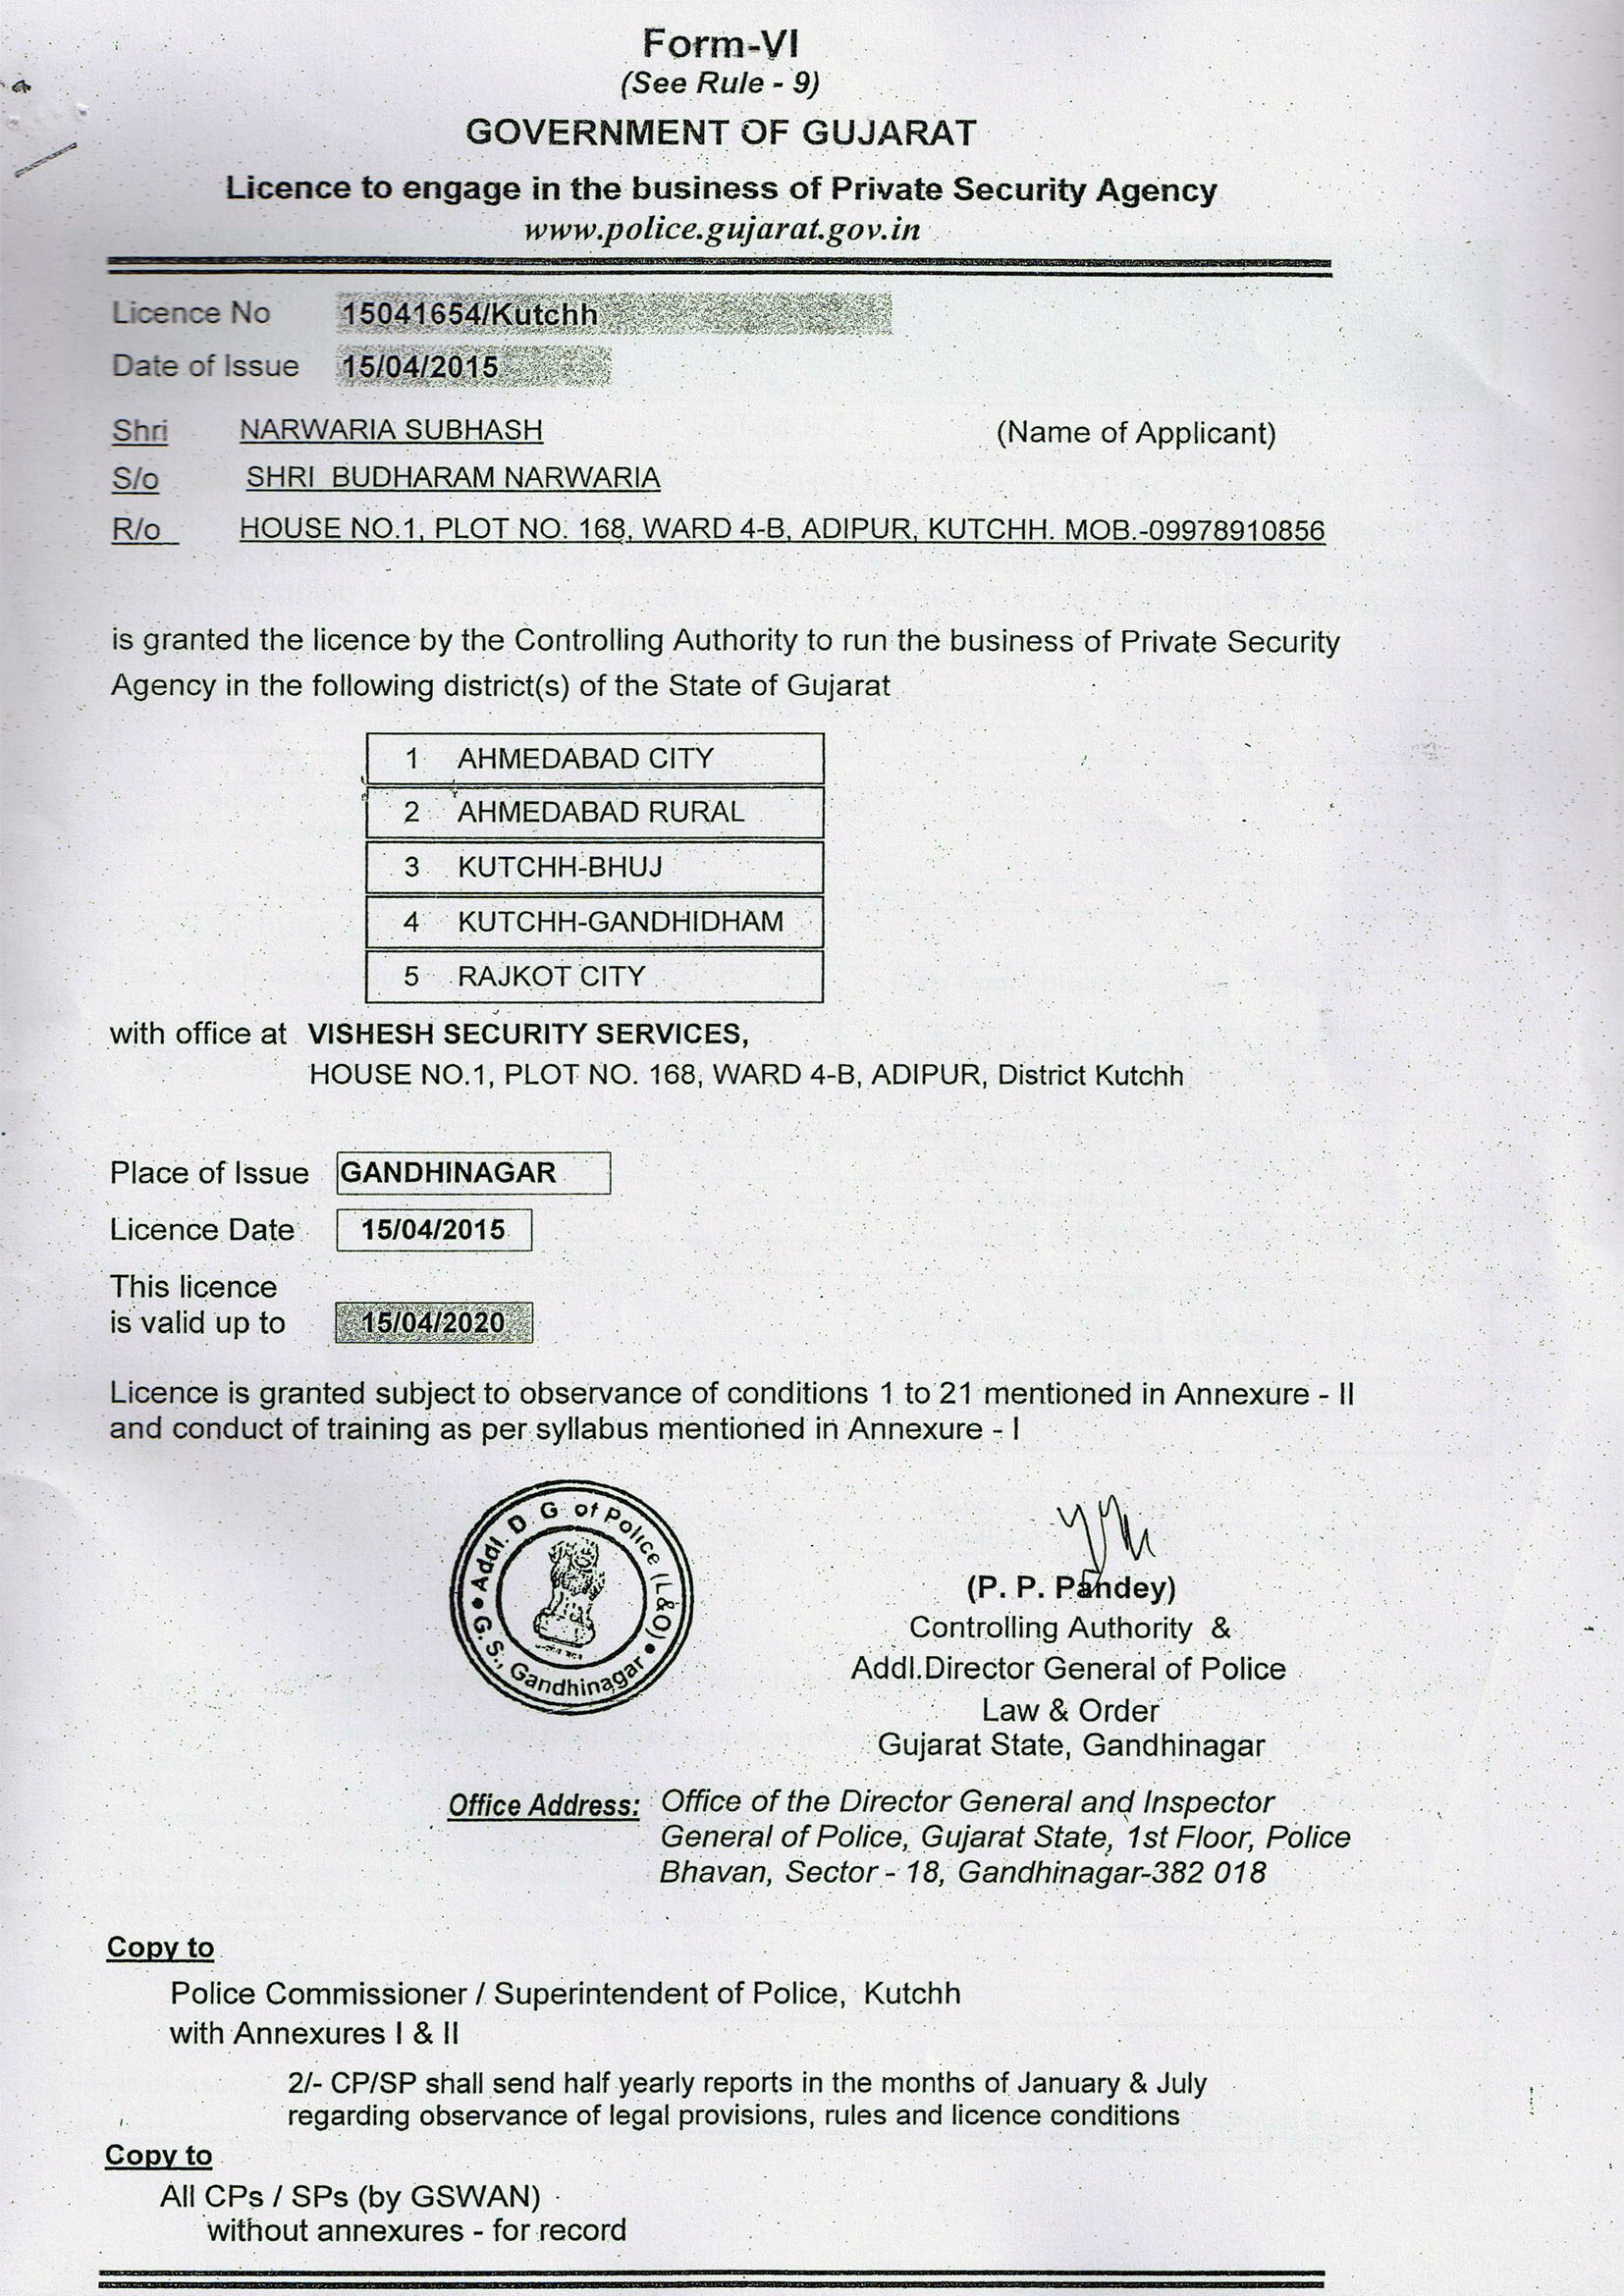 Form-VI
(See Rule - 9)
GOVERNMENT OF GUJARAT
Licence to engage in the business of Private Security Agency
www.police.gujarat.gov.in
Licence No 15041654/Kutchh
Date of Issue 15/04/2015
Shri NARWARIA SUBHASH (Name of Applicant)
S/o SHRI BUDHARAM NARWARIA
R/o HOUSE NO.1, PLOT NO. 168, WARD 4-B, ADIPUR, KUTCHH. MOB.-09978910856
is granted the licence by the Controlling Authority to run the business of Private Security
Agency in the following district(s) of the State of Gujarat
1 AHMEDABAD CITY
2 AHMEDABAD RURAL
3 KUTCHH-BHUJ
4 KUTCHH-GANDHIDHAM
5 RAJKOT CITY
with office at VISHESH SECURITY SERVICES,
HOUSE NO.1, PLOT NO. 168, WARD 4-B, ADIPUR, District Kutchh
Place of Issue GANDHINAGAR
Licence Date 15/04/2015
This licence
is valid up to 15/04/2020
Licence is granted subject to observance of conditions 1 to 21 mentioned in Annexure - II
and conduct of training as per syllabus mentioned in Annexure - I
Addl. D. G. of Police (L&O)
G. S., Gandhinagar
(P. P. Pandey)
Controlling Authority &
Addl.Director General of Police
Law & Order
Gujarat State, Gandhinagar
Office Address: Office of the Director General and Inspector
General of Police, Gujarat State, 1st Floor, Police
Bhavan, Sector - 18, Gandhinagar-382 018
Copy to
Police Commissioner / Superintendent of Police, Kutchh
with Annexures I & II
2/- CP/SP shall send half yearly reports in the months of January & July
regarding observance of legal provisions, rules and licence conditions
Copy to
All CPs / SPs (by GSWAN)
without annexures - for record